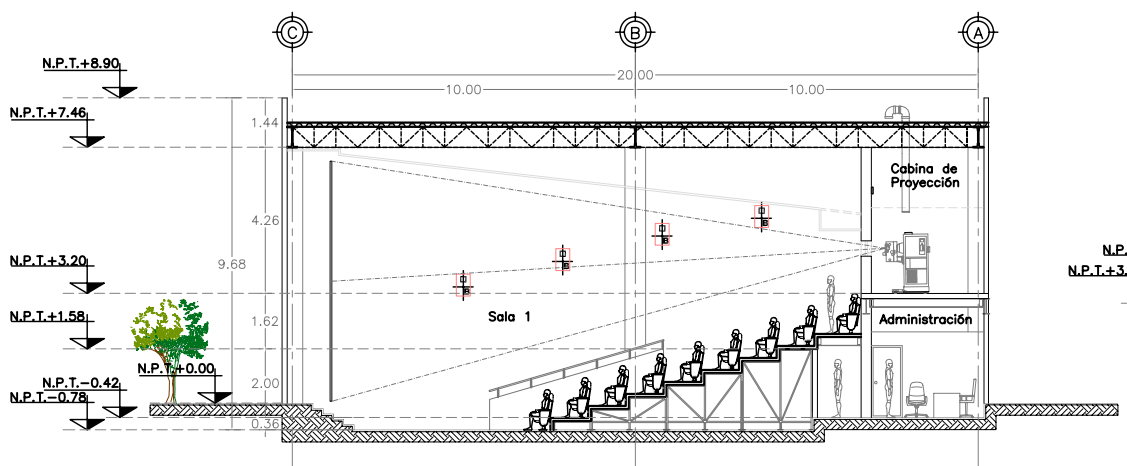 C
B
A
20.00
10.00
10.00
N.P.T.+8.90
N.P.T.+7.46
1.44
Cabina de
Proyección
4.26
9.68
N.P.T.+3.20
N.P.
N.P.T.+3.
N.P.T.+1.58
1.62
Sala 1
Administración
N.P.T.+0.00
N.P.T.-0.42
2.00
N.P.T.-0.78
0.36